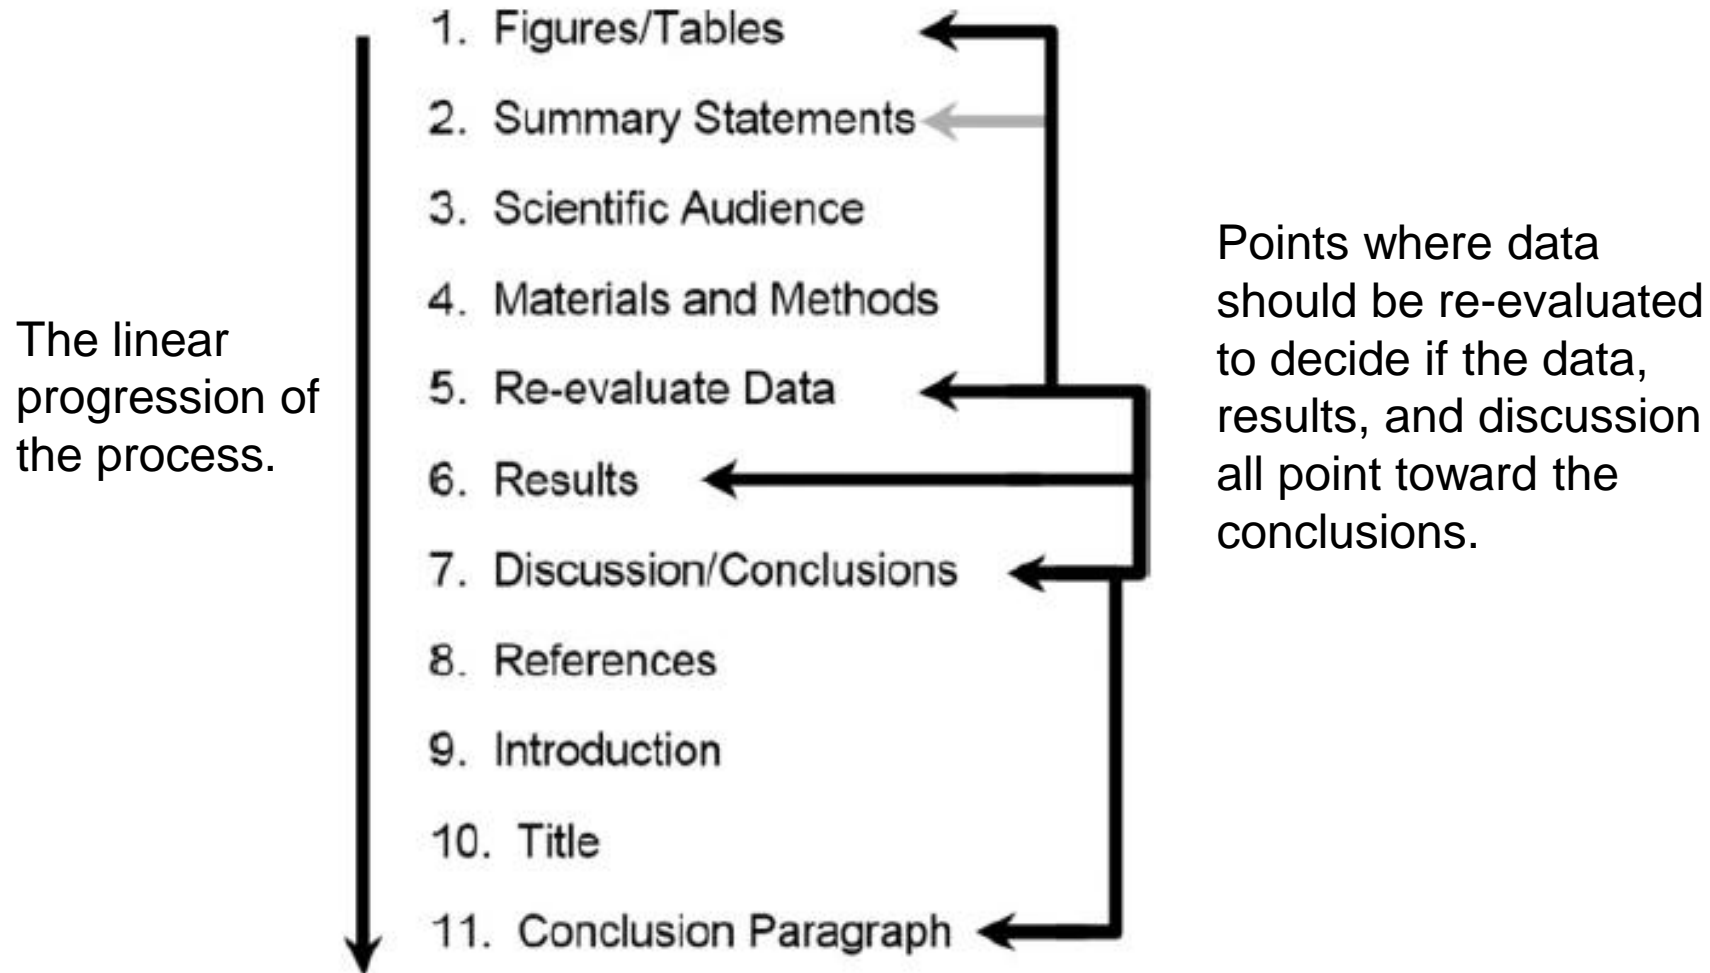 1. Figures/Tables
2. Summary Statements
3. Scientific Audience
4. Materials and Methods
5. Re-evaluate Data
6. Results
7. Discussion/Conclusions
8. References
9. Introduction
10. Title
11. Conclusion Paragraph
The linear
progression of
the process.
Points where data
should be re-evaluated
to decide if the data,
results, and discussion
all point toward the
conclusions.